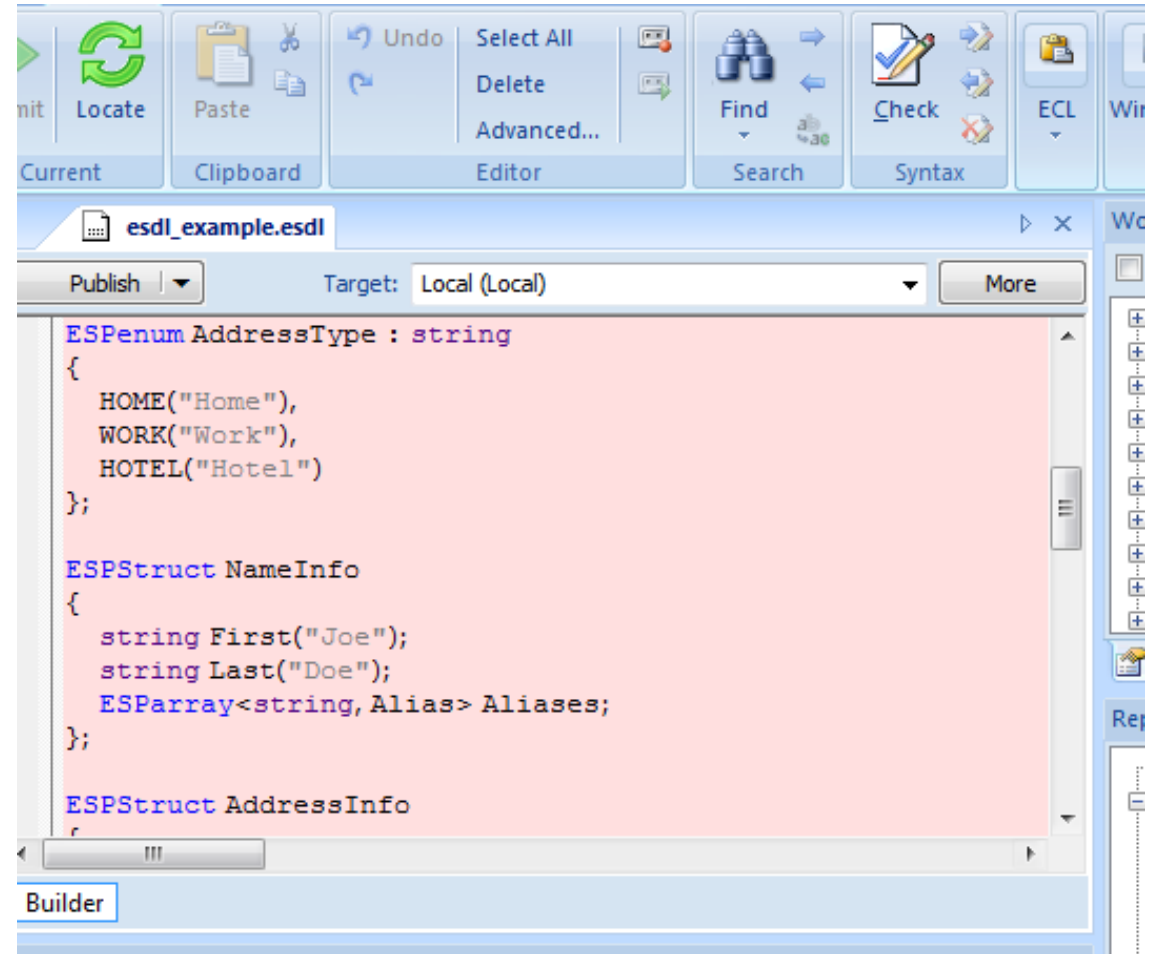 Undo
Select All
mit
Locate
Paste
Delete
Advanced...
Find
Check
ECL
Current
Clipboard
Editor
Search
Syntax
esdl_example.esdl
Publish
Target:
Local (Local)
More
ESPenum AddressType : string
{
HOME("Home"),
WORK("Work"),
HOTEL("Hotel")
};
ESPStruct NameInfo
{
string First("Joe");
string Last("Doe");
ESParray<string, Alias> Aliases;
};
ESPStruct AddressInfo
{
Builder